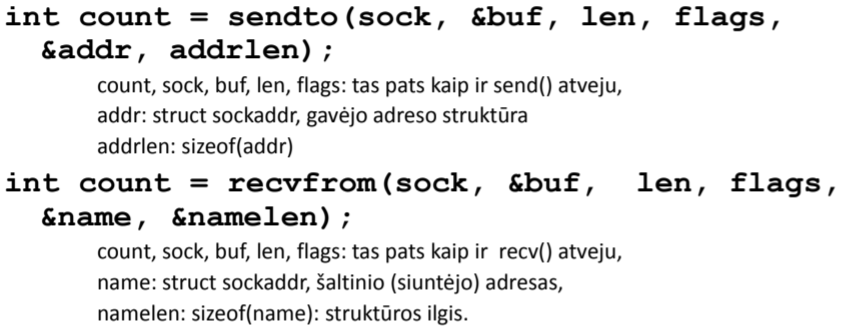 int count = sendto(sock, &buf, len, flags,
&addr, addrlen);
count, sock, buf, len, flags: tas pats kaip ir send() atveju,
addr: struct sockaddr, gavėjo adreso struktūra
addrlen: sizeof(addr)
int count = recvfrom(sock, &buf, len, flags,
&name, &namelen);
count, sock, buf, len, flags: tas pats kaip ir recv() atveju,
name: struct sockaddr, šaltinio (siuntėjo) adresas,
namelen: sizeof(name): struktūros ilgis.